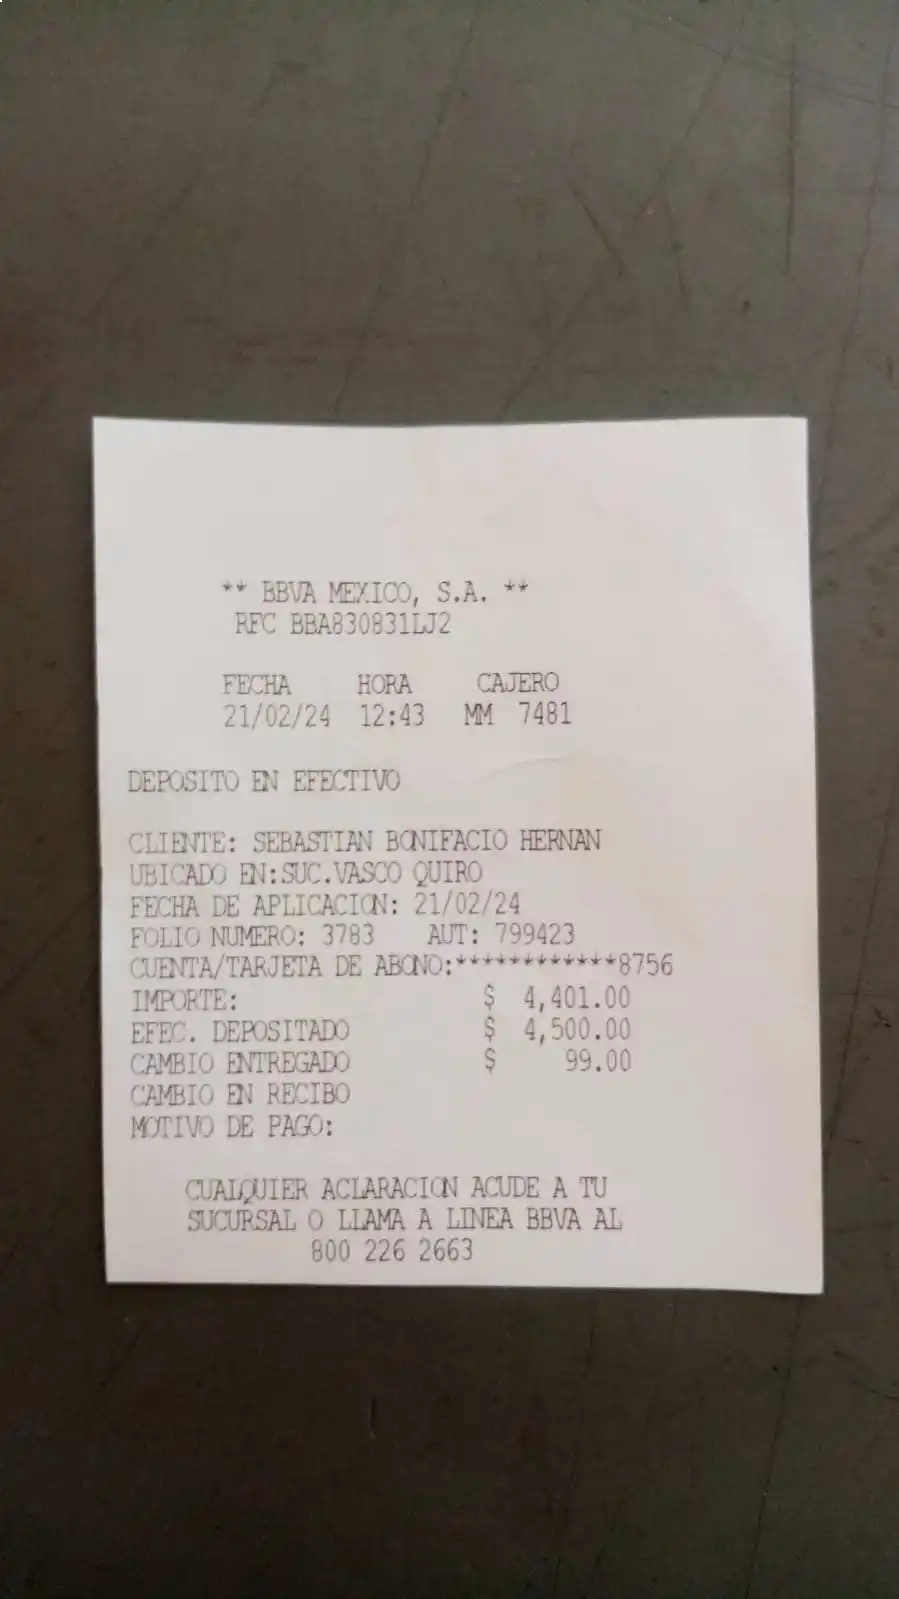 ** BBVA MEXICO, S.A. **
RFC BBA830831LJ2
FECHA HORA CAJERO
21/02/24 12:43 MM 7481
DEPOSITO EN EFECTIVO
CLIENTE: SEBASTIAN BONIFACIO HERNAN
UBICADO EN:SUC.VASCO QUIRO
FECHA DE APLICACION: 21/02/24
FOLIO NUMERO: 3783 AUT: 799423
CUENTA/TARJETA DE ABONO:************8756
IMPORTE: $ 4,401.00
EFEC. DEPOSITADO $ 4,500.00
CAMBIO ENTREGADO $ 99.00
CAMBIO EN RECIBO
MOTIVO DE PAGO:
CUALQUIER ACLARACION ACUDE A TU
SUCURSAL O LLAMA A LINEA BBVA AL
800 226 2663